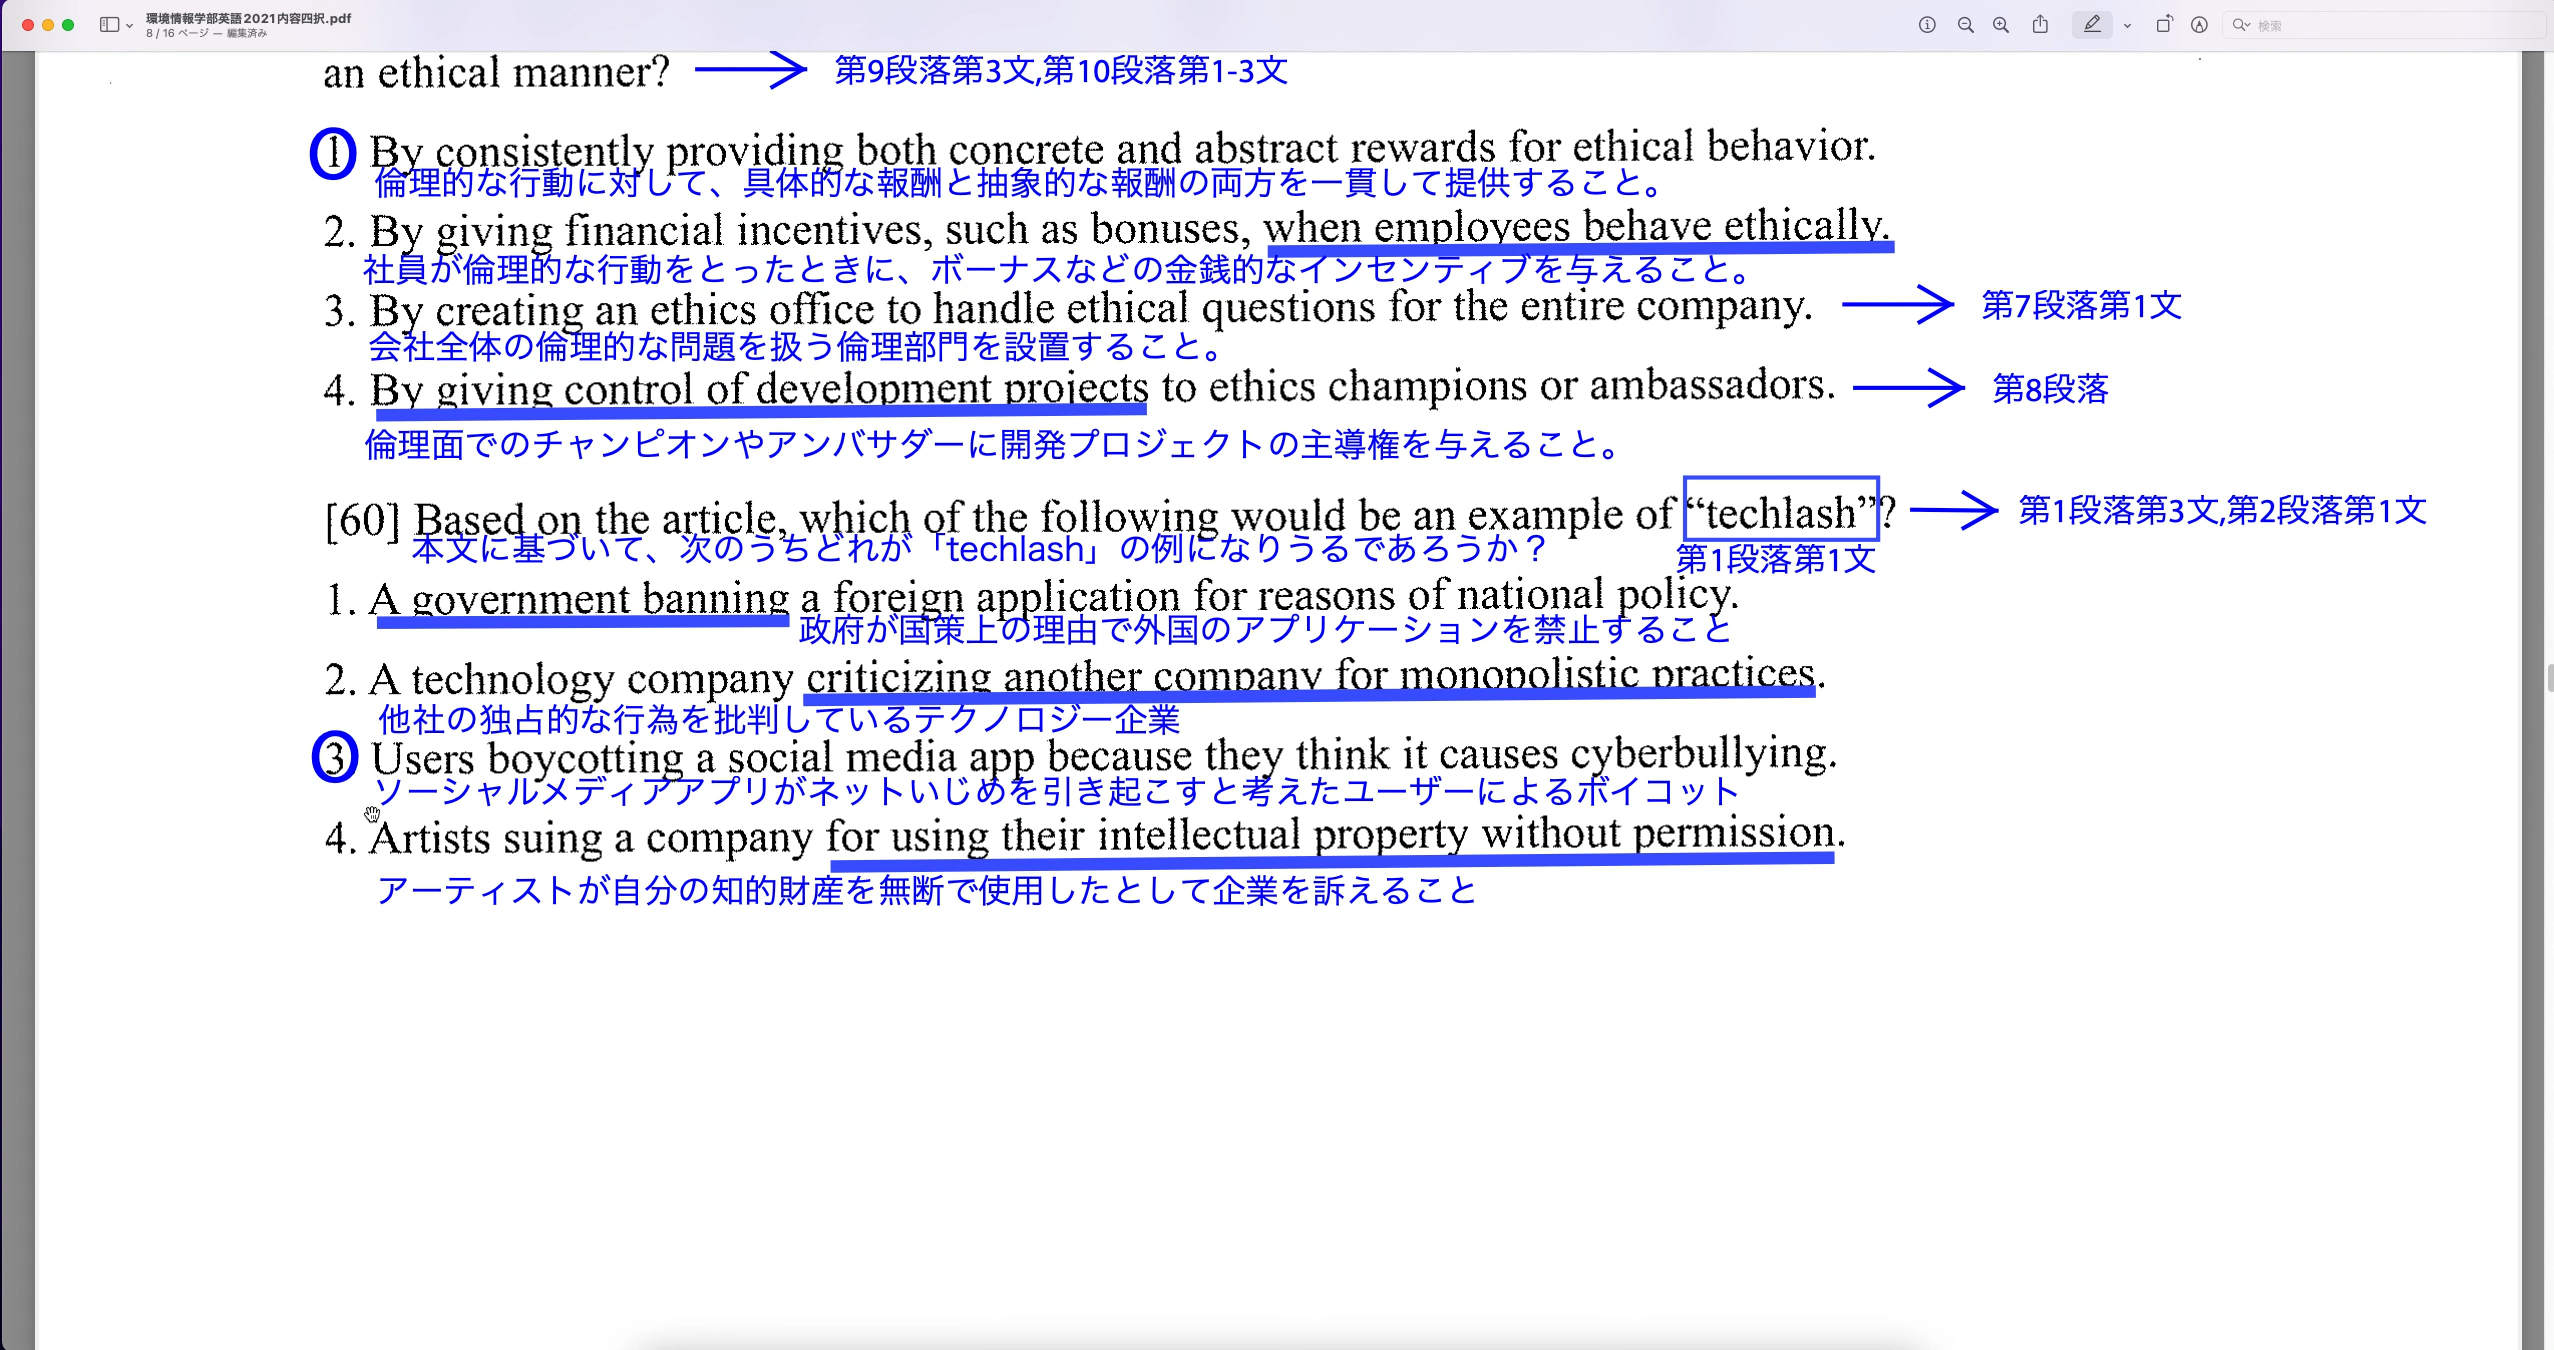 環境情報学部英語2021内容四択.pdf
8 / 16 ページ — 編集済み
検索
an ethical manner? 第9段落第3文,第10段落第1-3文
1 By consistently providing both concrete and abstract rewards for ethical behavior.
倫理的な行動に対して、具体的な報酬と抽象的な報酬の両方を一貫して提供すること。
2. By giving financial incentives, such as bonuses, when employees behave ethically.
社員が倫理的な行動をとったときに、ボーナスなどの金銭的なインセンティブを与えること。
3. By creating an ethics office to handle ethical questions for the entire company. 第7段落第1文
会社全体の倫理的な問題を扱う倫理部門を設置すること。
4. By giving control of development projects to ethics champions or ambassadors. 第8段落
倫理面でのチャンピオンやアンバサダーに開発プロジェクトの主導権を与えること。
[60] Based on the article, which of the following would be an example of “techlash”? 第1段落第3文,第2段落第1文
本文に基づいて、次のうちどれが「techlash」の例になりうるであろうか？ 第1段落第1文
1. A government banning a foreign application for reasons of national policy.
政府が国策上の理由で外国のアプリケーションを禁止すること
2. A technology company criticizing another company for monopolistic practices.
他社の独占的な行為を批判しているテクノロジー企業
3 Users boycotting a social media app because they think it causes cyberbullying.
ソーシャルメディアアプリがネットいじめを引き起こすと考えたユーザーによるボイコット
4. Artists suing a company for using their intellectual property without permission.
アーティストが自分の知的財産を無断で使用したとして企業を訴えること